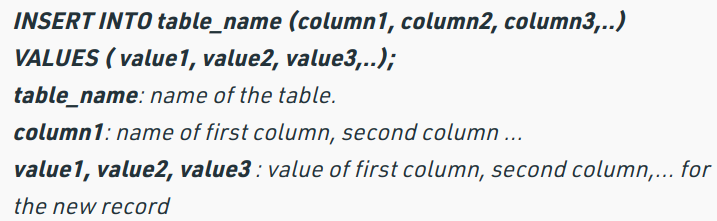 INSERT INTO table_name (column1, column2, column3,..)
VALUES ( value1, value2, value3,..);
table_name: name of the table.
column1: name of first column, second column ...
value1, value2, value3 : value of first column, second column,... for
the new record